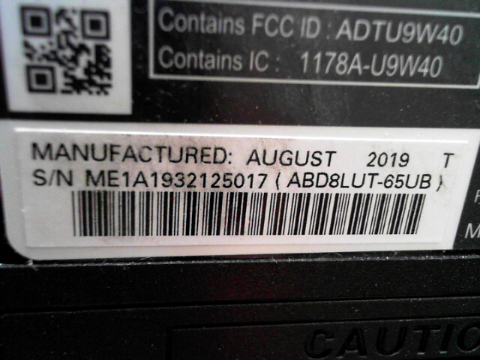 Contains FCC ID : ADTU9W40
Contains IC : 1178A-U9W40
MANUFACTURED: AUGUST 2019 T
S/N ME1A1932125017 ( ABD8LUT-65UB )
CAUTIO